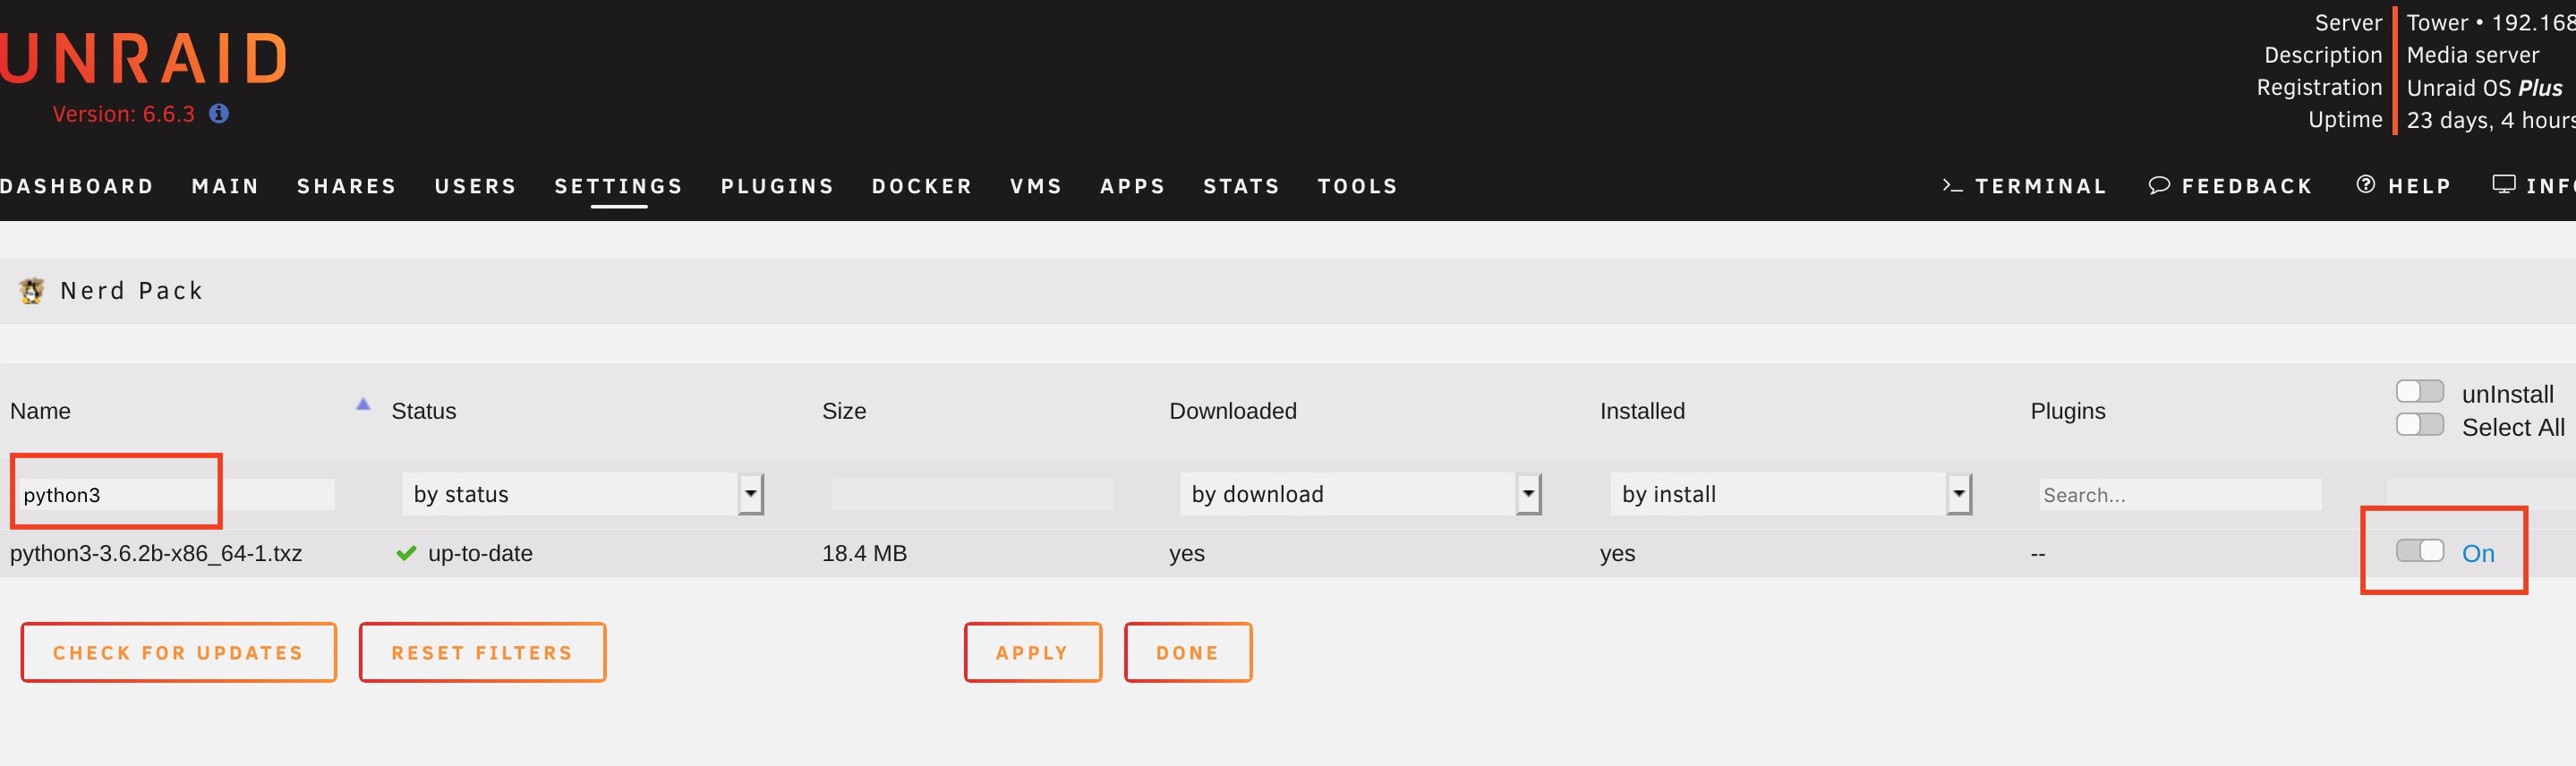 UNRAID
Version: 6.6.3
Server Tower • 192.168
Description Media server
Registration Unraid OS Plus
Uptime 23 days, 4 hours
DASHBOARD MAIN SHARES USERS SETTINGS PLUGINS DOCKER VMS APPS STATS TOOLS TERMINAL FEEDBACK HELP INFO
Nerd Pack
Name Status Size Downloaded Installed Plugins unInstall
Select All
python3 by status by download by install Search...
python3-3.6.2b-x86_64-1.txz up-to-date 18.4 MB yes yes -- On
CHECK FOR UPDATES RESET FILTERS APPLY DONE